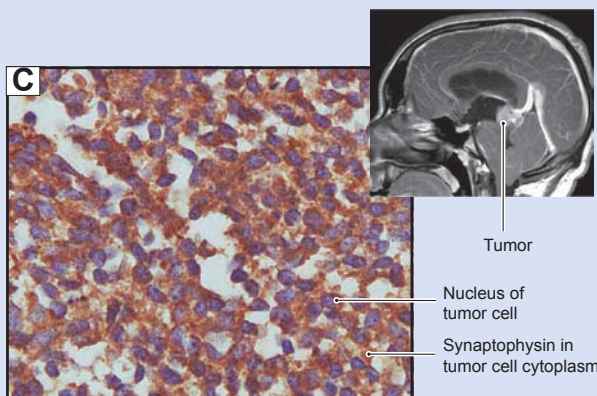 C
Tumor
Nucleus of
tumor cell
Synaptophysin in
tumor cell cytoplasm